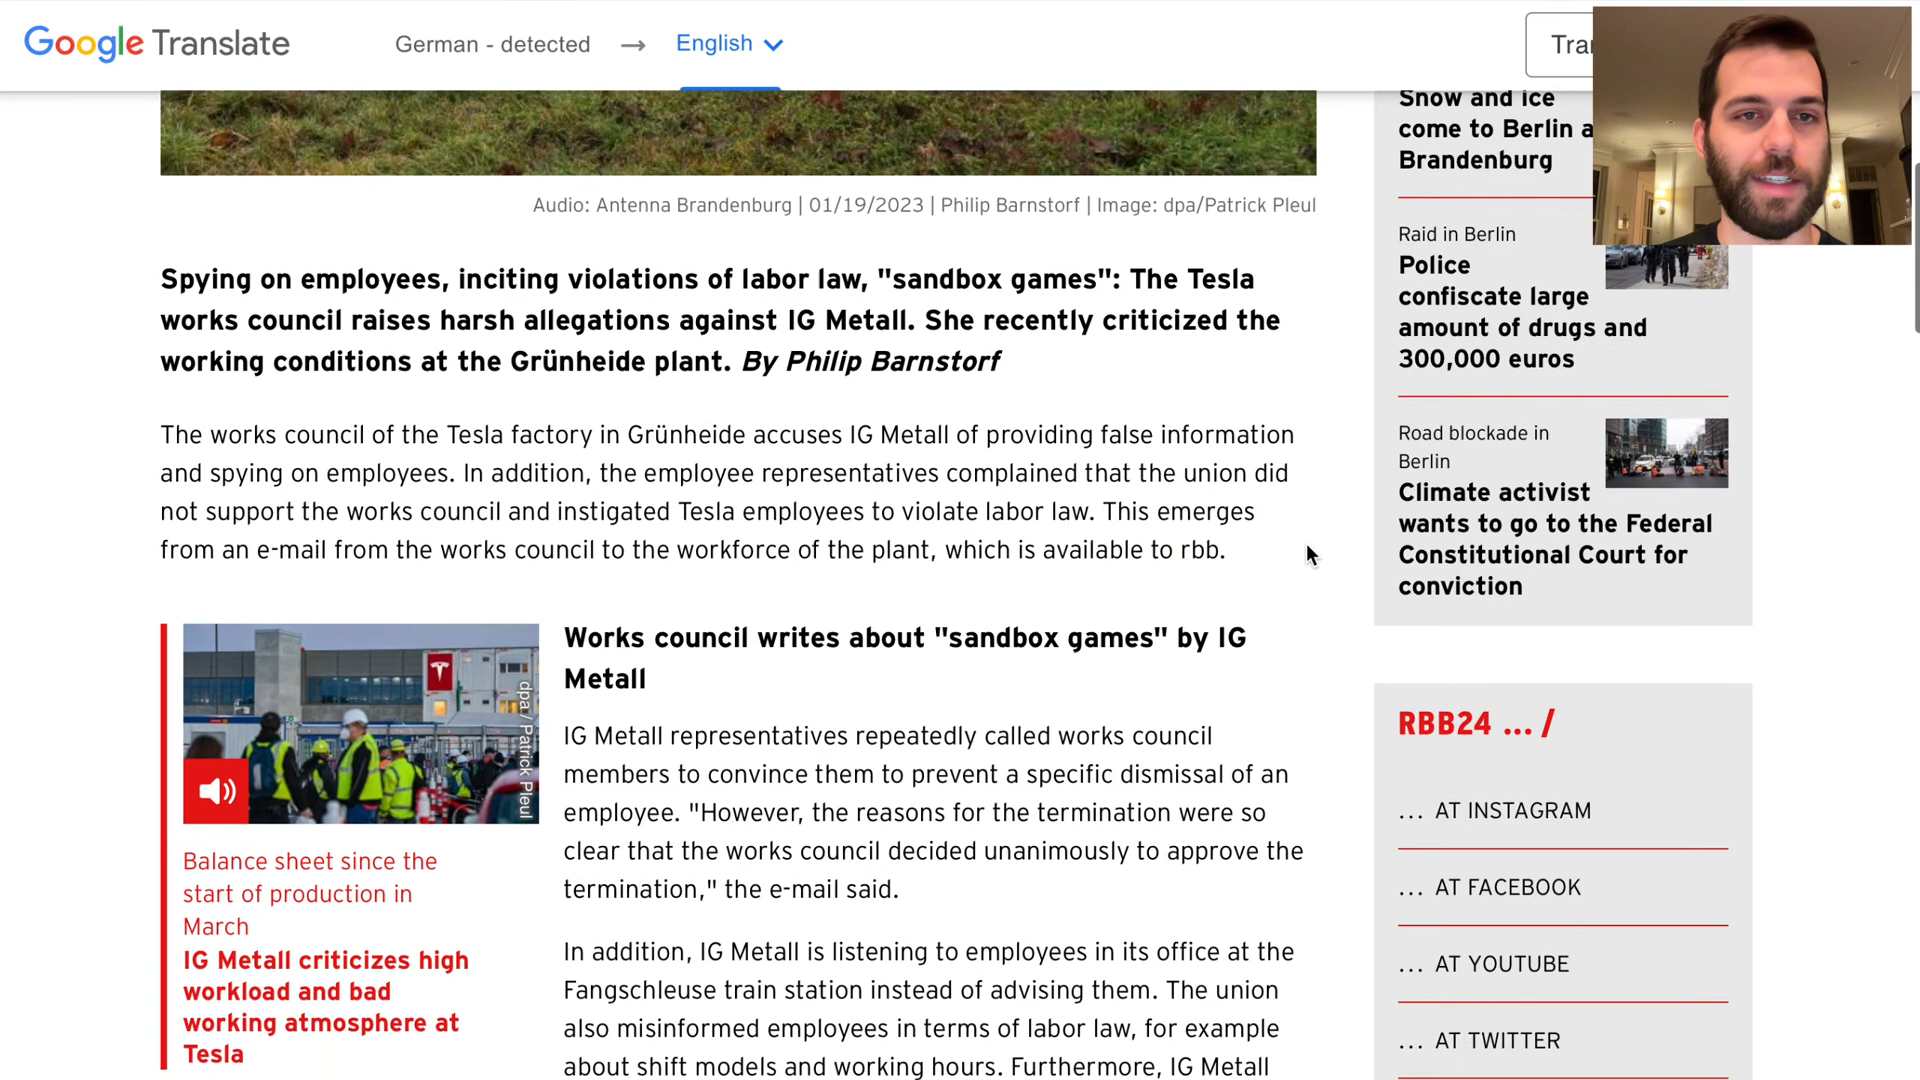 Google Translate
German - detected → English
Tra
Audio: Antenna Brandenburg | 01/19/2023 | Philip Barnstorf | Image: dpa/Patrick Pleul
Spying on employees, inciting violations of labor law, "sandbox games": The Tesla
works council raises harsh allegations against IG Metall. She recently criticized the
working conditions at the Grünheide plant. By Philip Barnstorf
The works council of the Tesla factory in Grünheide accuses IG Metall of providing false information
and spying on employees. In addition, the employee representatives complained that the union did
not support the works council and instigated Tesla employees to violate labor law. This emerges
from an e-mail from the works council to the workforce of the plant, which is available to rbb.
dpa / Patrick Pleul
Balance sheet since the
start of production in
March
IG Metall criticizes high
workload and bad
working atmosphere at
Tesla
Works council writes about "sandbox games" by IG
Metall
IG Metall representatives repeatedly called works council
members to convince them to prevent a specific dismissal of an
employee. "However, the reasons for the termination were so
clear that the works council decided unanimously to approve the
termination," the e-mail said.
In addition, IG Metall is listening to employees in its office at the
Fangschleuse train station instead of advising them. The union
also misinformed employees in terms of labor law, for example
about shift models and working hours. Furthermore, IG Metall
Snow and ice
come to Berlin a
Brandenburg
Raid in Berlin
Police
confiscate large
amount of drugs and
300,000 euros
Road blockade in
Berlin
Climate activist
wants to go to the Federal
Constitutional Court for
conviction
RBB24 ... /
... AT INSTAGRAM
... AT FACEBOOK
... AT YOUTUBE
... AT TWITTER